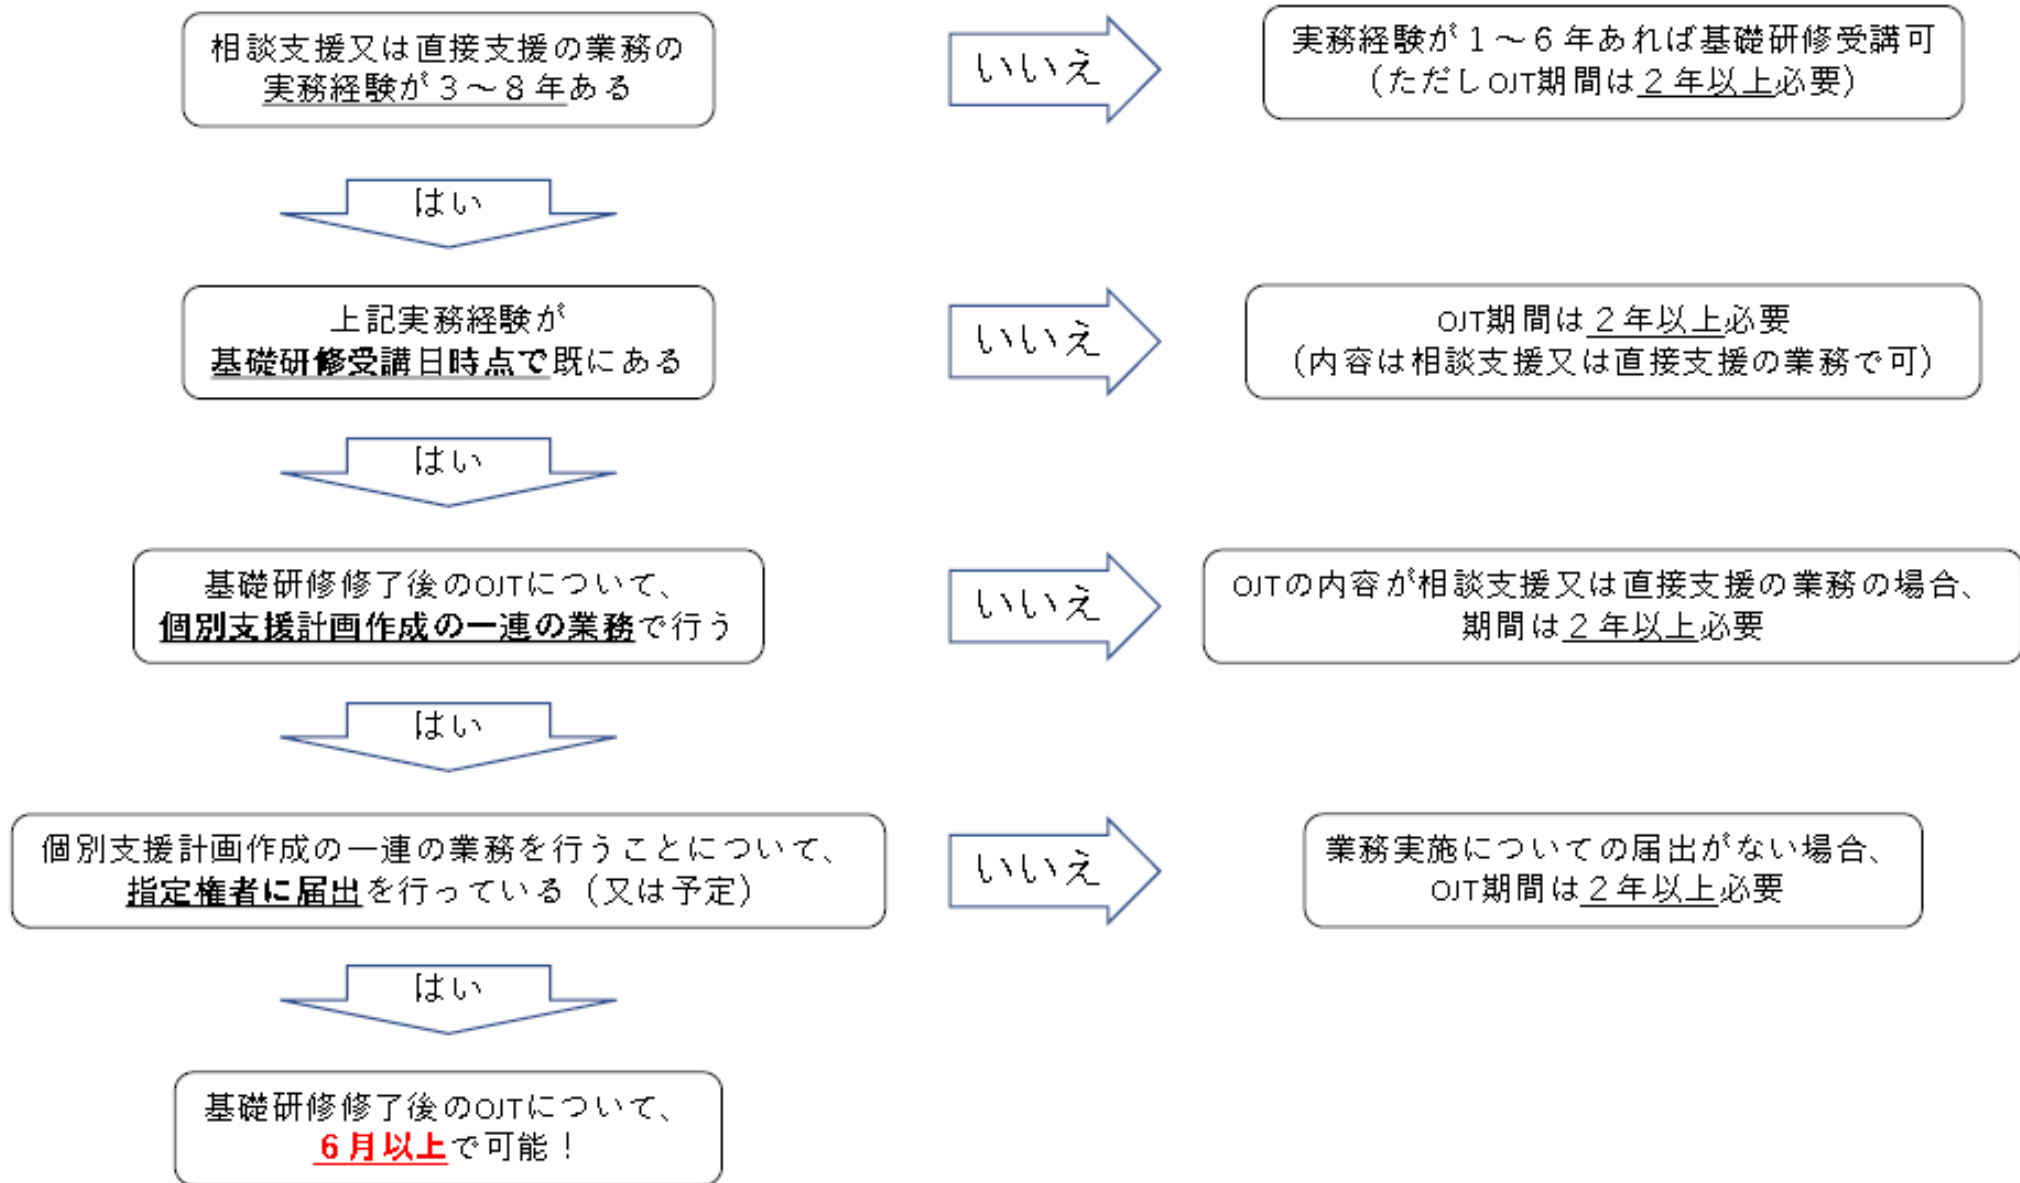 相談支援又は直接支援の業務の
実務経験が３～８年ある
いいえ
実務経験が１～６年あれば基礎研修受講可
（ただしOJT期間は２年以上必要）
はい
上記実務経験が
基礎研修受講日時点で既にある
いいえ
OJT期間は２年以上必要
（内容は相談支援又は直接支援の業務で可）
はい
基礎研修修了後のOJTについて、
個別支援計画作成の一連の業務で行う
いいえ
OJTの内容が相談支援又は直接支援の業務の場合、
期間は２年以上必要
はい
個別支援計画作成の一連の業務を行うことについて、
指定権者に届出を行っている（又は予定）
いいえ
業務実施についての届出がない場合、
OJT期間は２年以上必要
はい
基礎研修修了後のOJTについて、
６月以上で可能！